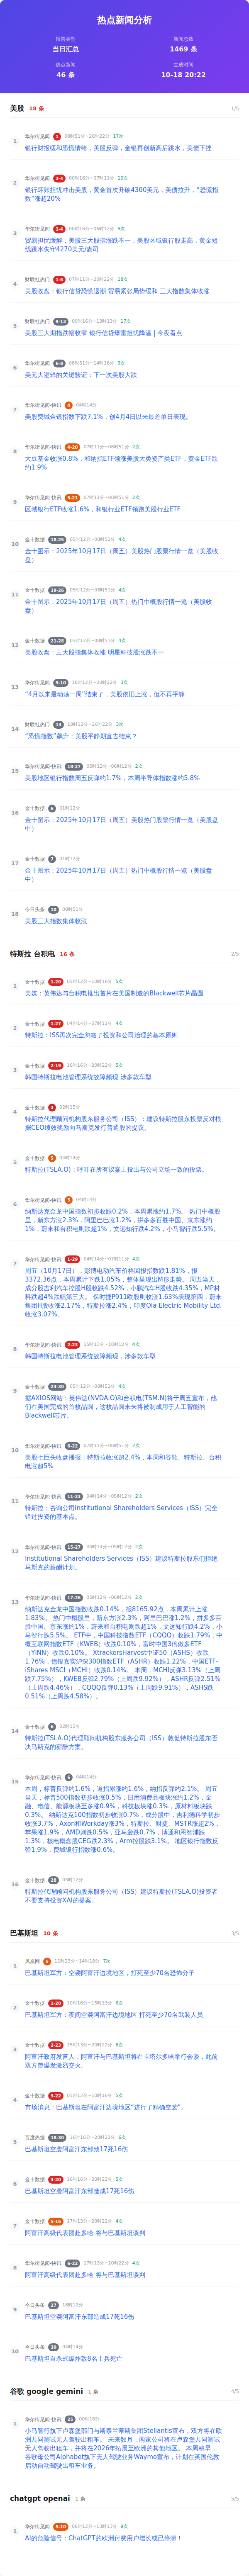 热点新闻分析
报告类型
当日汇总
新闻总数
1469 条
热点新闻
46 条
生成时间
10-18 20:22
美股 18 条 1/5
1 华尔街见闻 1 08时51分~20时22分 17次
银行财报缓和恐慌情绪，美股反弹，金银再创新高后跳水，美债下挫
2 华尔街见闻 3-4 00时16分~07时11分 10次
银行坏账担忧冲击美股，黄金首次升破4300美元，美债拉升，“恐慌指
数”涨超20%
3 华尔街见闻 1-4 00时16分~06时12分 9次
贸易担忧缓解，美股三大股指涨跌不一，美股区域银行股走高，黄金短
线跳水失守4270美元/盎司
4 财联社热门 1-6 07时11分~20时22分 18次
美股收盘：银行信贷恐慌退潮 贸易紧张局势缓和 三大指数集体收涨
5 财联社热门 9-13 00时16分~13时13分 17次
美股三大期指跌幅收窄 银行信贷爆雷担忧降温 | 今夜看点
6 华尔街见闻 6-8 08时51分~14时18分 9次
美元大逻辑的关键验证：下一次美股大跌
7 华尔街见闻-快讯 4 04时14分
美股费城金银指数下跌7.1%，创4月4日以来最差单日表现。
8 华尔街见闻-快讯 6-20 07时11分~08时51分 2次
大豆基金收涨0.8%，和纳指ETF领涨美股大类资产类ETF，黄金ETF跌
约1.9%
9 华尔街见闻-快讯 5-21 07时11分~08时51分 2次
区域银行ETF收涨1.6%，和银行业ETF领跑美股行业ETF
10 金十数据 18-25 05时12分~08时51分 4次
金十图示：2025年10月17日（周五）美股热门股票行情一览（美股收
盘）
11 金十数据 19-26 05时12分~08时51分 4次
金十图示：2025年10月17日（周五）热门中概股行情一览（美股收
盘）
12 金十数据 21-28 05时12分~08时51分 4次
美股收盘：三大股指集体收涨 明星科技股涨跌不一
13 华尔街见闻 9-10 18时12分~20时22分 3次
“4月以来最动荡一周”结束了，美股依旧上涨，但不再平静
14 财联社热门 13 18时12分~20时22分 3次
“恐慌指数”飙升：美股平静期宣告结束？
15 华尔街见闻-快讯 18-27 05时12分~06时12分 2次
美股地区银行指数周五反弹约1.7%，本周半导体指数涨约5.8%
16 金十数据 6 01时12分
金十图示：2025年10月17日（周五）美股热门股票行情一览（美股盘
中）
17 金十数据 7 01时12分
金十图示：2025年10月17日（周五）热门中概股行情一览（美股盘
中）
18 今日头条 18 08时51分
美股三大指数集体收涨
特斯拉 台积电 16 条 2/5
1 金十数据 1-20 05时12分~10时16分 5次
美媒：英伟达与台积电推出首片在美国制造的Blackwell芯片晶圆
2 金十数据 1-27 04时14分~07时11分 4次
特斯拉：ISS再次完全忽略了投资和公司治理的基本原则
3 金十数据 2-19 16时16分~20时22分 5次
韩国特斯拉电池管理系统故障频现 涉多款车型
4 金十数据 3 02时15分
特斯拉代理顾问机构股东服务公司（ISS）：建议特斯拉股东投票反对根
据CEO绩效奖励向马斯克发行普通股的提议。
5 金十数据 5 04时14分
特斯拉(TSLA.O)：呼吁在所有议案上投出与公司立场一致的投票。
6 华尔街见闻-快讯 5 04时14分
纳斯达克金龙中国指数初步收跌0.2%，本周累计涨约1.7%。 热门中概股
里，新东方涨2.3%，阿里巴巴涨1.2%，拼多多百胜中国、京东涨约
1%，蔚来和台积电则跌超1%，文远知行跌4.2%，小马智行跌5.5%。
7 华尔街见闻-快讯 1-29 04时14分~07时11分 4次
周五（10月17日），彭博电动汽车价格回报指数跌1.81%，报
3372.36点，本周累计下跌1.05%，整体呈现出M形走势。 周五当天，
成分股吉利汽车控股H股收跌4.52%，小鹏汽车H股收跌4.35%，MP材
料跌超4%跌幅第三大。 保时捷P911欧股则收涨1.63%表现第四，蔚来
集团H股收涨2.17%，特斯拉涨2.4%，印度Ola Electric Mobility Ltd.
收涨3.07%。
8 华尔街见闻-快讯 2-23 15时13分~18时12分 4次
韩国特斯拉电池管理系统故障频现，涉多款车型
9 金十数据 23-30 05时12分~08时51分 4次
据AXIOS网站：英伟达(NVDA.O)和台积电(TSM.N)将于周五宣布，他
们在美国完成的首枚晶圆，这枚晶圆未来将被制成用于人工智能的
Blackwell芯片。
10 华尔街见闻-快讯 6-22 07时11分~08时51分 2次
美股七巨头收盘播报｜特斯拉收涨超2.4%，本周和谷歌、特斯拉、台积
电涨超5%
11 华尔街见闻-快讯 11-23 04时14分~05时12分 2次
特斯拉：咨询公司Institutional Shareholders Services（ISS）完全
错过投资的基本点。
12 华尔街见闻-快讯 15-27 04时14分~05时12分 2次
Institutional Shareholders Services（ISS）建议特斯拉股东们拒绝
马斯克的薪酬计划。
13 华尔街见闻-快讯 17-26 05时12分~06时12分 2次
纳斯达克金龙中国指数收跌0.14%，报8165.92点，本周累计上涨
1.83%。 热门中概股里，新东方涨2.3%，阿里巴巴涨1.2%，拼多多百
胜中国、京东涨约1%，蔚来和台积电则跌超1%，文远知行跌4.2%，小
马智行跌5.5%。 ETF中，中国科技指数ETF（CQQQ）收跌1.79%，中
概互联网指数ETF（KWEB）收跌0.10%，富时中国3倍做多ETF
（YINN）收跌0.10%。 XtrackersHarvest中证500（ASHS）收跌
1.76%，德银嘉实沪深300指数ETF（ASHR）收跌1.22%，中国ETF-
iShares MSCI（MCHI）收跌0.14%。 本周，MCHI反弹3.13%（上周
跌7.75%），KWEB反弹2.79%（上周跌9.92%），ASHR反弹2.51%
（上周跌4.46%），CQQQ反弹0.13%（上周跌9.91%），ASHS跌
0.51%（上周跌4.58%）。
14 金十数据 6 02时15分
特斯拉(TSLA.O)代理顾问机构股东服务公司（ISS）敦促特斯拉股东否
决马斯克的薪酬方案。
15 华尔街见闻-快讯 6 04时14分
本周，标普反弹约1.6%，道指累涨约1.6%，纳指反弹约2.1%。 周五
当天，标普500指数初步收涨0.5%，日用消费品板块涨约1.2%，金
融、电信、能源板块至多涨0.9%，科技板块涨0.3%，原材料板块则跌
0.3%。 纳斯达克100指数初步收涨0.7%，成分股中，吉利德科学初步
收涨3.7%，Axon和Workday涨3%，特斯拉、财捷、MSTR涨超2%，
苹果涨1.9%，AMD则跌0.5%，亚马逊跌0.7%，博通和恩智浦跌
1.3%，核电概念股CEG跌2.3%，Arm控股跌3.1%。 地区银行指数反
弹1.9%，费城银行指数涨0.6%。
16 金十数据 28 03时12分
特斯拉代理顾问机构股东服务公司（ISS）建议特斯拉(TSLA.O)投资者
不要支持投资XAI的提案。
巴基斯坦 10 条 3/5
1 凤凰网 5 11时23分~14时18分 7次
巴基斯坦军方：空袭阿富汗边境地区，打死至少70名恐怖分子
2 金十数据 1-20 10时16分~15时13分 6次
巴基斯坦军方：夜间空袭阿富汗边境地区 打死至少70名武装人员
3 金十数据 2-23 15时13分~20时22分 6次
阿富汗政府发言人：阿富汗与巴基斯坦将在卡塔尔多哈举行会谈，此前
双方曾爆发激烈交火。
4 金十数据 3-22 05时12分~10时16分 5次
市场消息：巴基斯坦在阿富汗边境地区“进行了精确空袭”。
5 百度热搜 18-30 16时16分~20时22分 6次
巴基斯坦空袭阿富汗东部致17死16伤
6 金十数据 3-20 16时16分~20时22分 5次
巴基斯坦空袭阿富汗东部造成17死16伤
7 金十数据 5-16 17时13分~20时22分 4次
阿富汗高级代表团赴多哈 将与巴基斯坦谈判
8 华尔街见闻-快讯 6-22 17时13分~20时22分 4次
阿富汗高级代表团赴多哈 将与巴基斯坦谈判
9 今日头条 27 18时12分
巴基斯坦空袭阿富汗东部造成17死16伤
10 今日头条 30 04时14分
巴基斯坦自杀式爆炸致8名士兵死亡
谷歌 google gemini 1 条 4/5
1 华尔街见闻-快讯 25 00时16分
小马智行旗下卢森堡部门与斯泰兰蒂斯集团Stellantis宣布，双方将在欧
洲共同测试无人驾驶出租车。 未来数月，两家公司将在卢森堡共同测试
无人驾驶出租车，并将在2026年拓展至欧洲的其他地区。 本周稍早，
谷歌母公司Alphabet旗下无人驾驶业务Waymo宣布，计划在英国伦敦
启动自动驾驶出租车业务。
chatgpt openai 1 条 5/5
1 华尔街见闻 5-10 06时12分~13时13分 9次
AI的危险信号：ChatGPT的欧洲付费用户增长或已停滞！